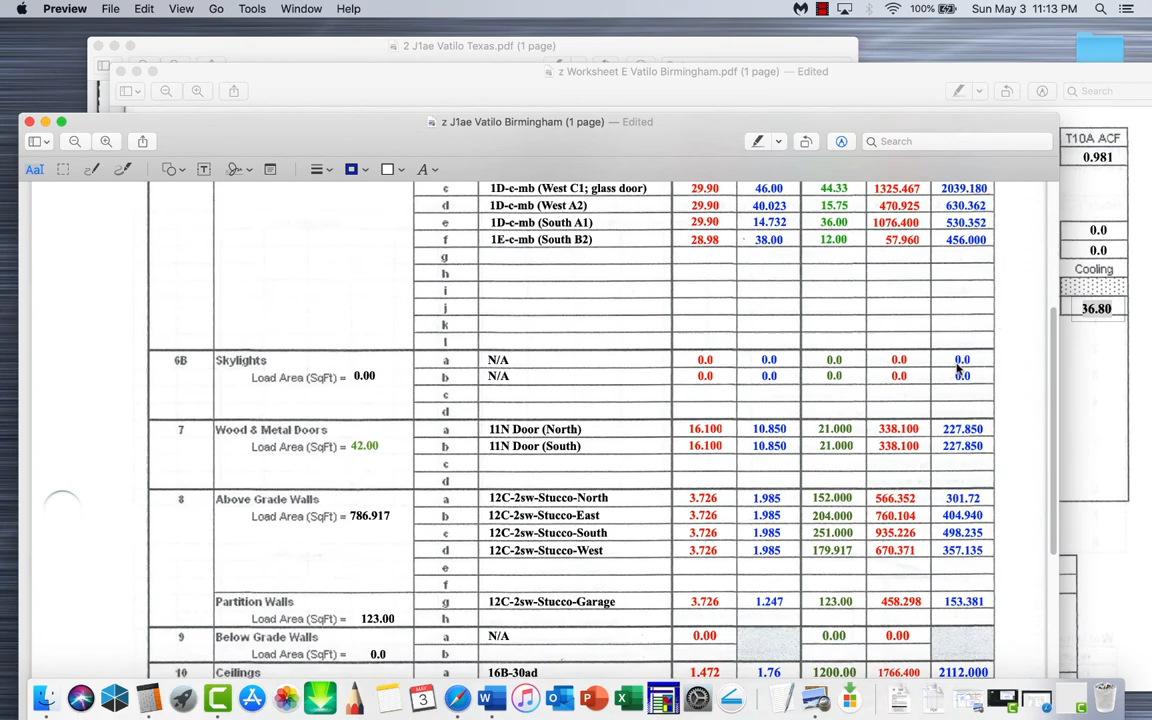 Preview File Edit View Go Tools Window Help 100% Sun May 3 11:13 PM
2 J1ae Vatilo Texas.pdf (1 page)
z Worksheet E Vatilo Birmingham.pdf (1 page) — Edited
Search
z J1ae Vatilo Birmingham (1 page) — Edited
Search
T10A ACF
0.981
0.0
0.0
Cooling
36.80
c 1D-c-mb (West C1; glass door) 29.90 46.00 44.33 1325.467 2039.180
d 1D-c-mb (West A2) 29.90 40.023 15.75 470.925 630.362
e 1D-c-mb (South A1) 29.90 14.732 36.00 1076.400 530.352
f 1E-c-mb (South B2) 28.98 38.00 12.00 57.960 456.000
g
h
i
j
k
l
6B Skylights a N/A 0.0 0.0 0.0 0.0 0.0
Load Area (SqFt) = 0.00 b N/A 0.0 0.0 0.0 0.0 0.0
c
d
7 Wood & Metal Doors a 11N Door (North) 16.100 10.850 21.000 338.100 227.850
Load Area (SqFt) = 42.00 b 11N Door (South) 16.100 10.850 21.000 338.100 227.850
c
d
8 Above Grade Walls a 12C-2sw-Stucco-North 3.726 1.985 152.000 566.352 301.72
Load Area (SqFt) = 786.917 b 12C-2sw-Stucco-East 3.726 1.985 204.000 760.104 404.940
c 12C-2sw-Stucco-South 3.726 1.985 251.000 935.226 498.235
d 12C-2sw-Stucco-West 3.726 1.985 179.917 670.371 357.135
e
f
Partition Walls g 12C-2sw-Stucco-Garage 3.726 1.247 123.00 458.298 153.381
Load Area (SqFt) = 123.00 h
9 Below Grade Walls a N/A 0.00 0.00 0.00
Load Area (SqFt) = 0.0 b
10 Ceilings a 16B-30ad 1.472 1.76 1200.00 1766.400 2112.000